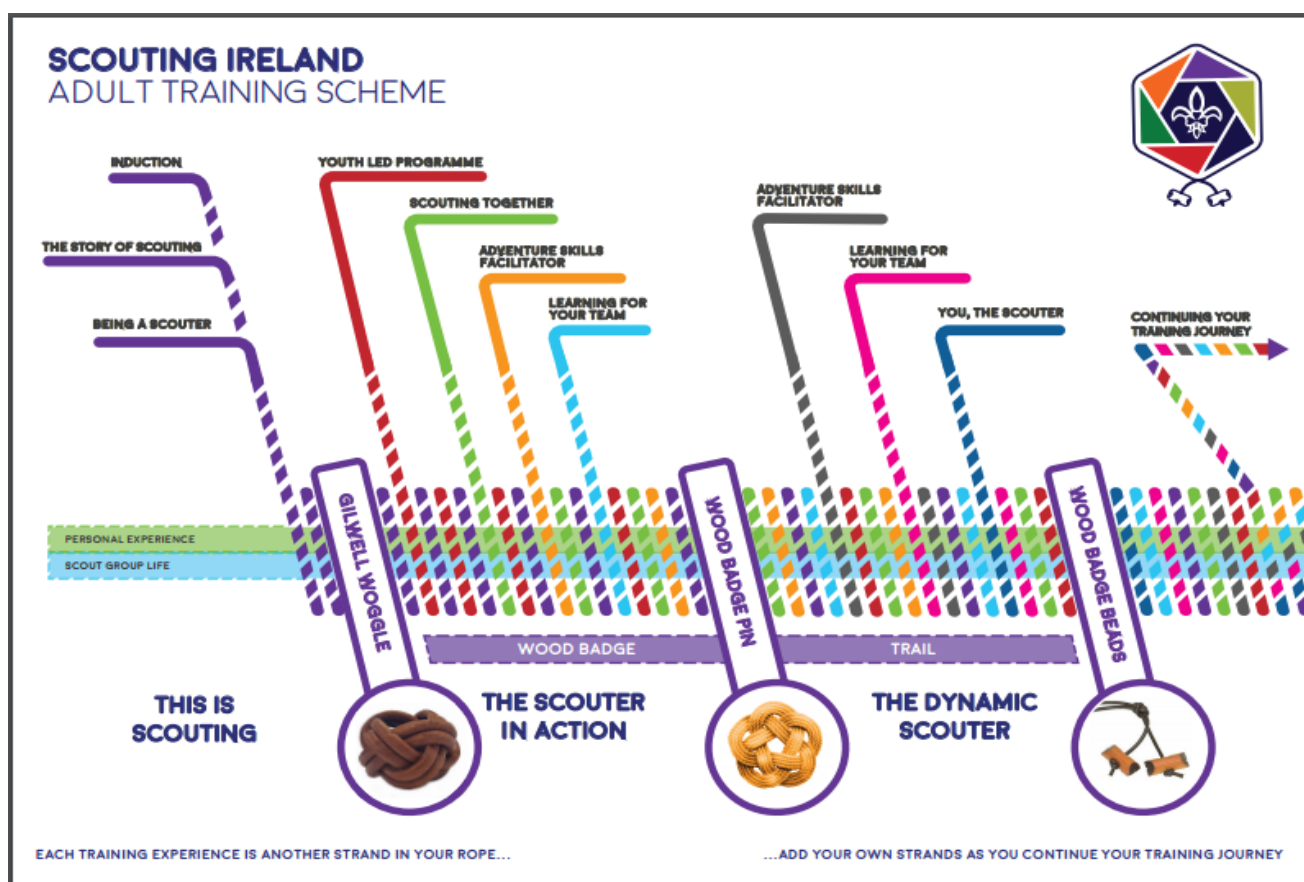 SCOUTING IRELAND
ADULT TRAINING SCHEME
INDUCTION
THE STORY OF SCOUTING
BEING A SCOUTER
YOUTH LED PROGRAMME
SCOUTING TOGETHER
ADVENTURE SKILLS
FACILITATOR
LEARNING FOR
YOUR TEAM
ADVENTURE SKILLS
FACILITATOR
LEARNING FOR
YOUR TEAM
YOU, THE SCOUTER
CONTINUING YOUR
TRAINING JOURNEY
PERSONAL EXPERIENCE
SCOUT GROUP LIFE
GILWELL WOGGLE
WOOD BADGE PIN
WOOD BADGE BEADS
WOOD BADGE
TRAIL
THIS IS
SCOUTING
THE SCOUTER
IN ACTION
THE DYNAMIC
SCOUTER
EACH TRAINING EXPERIENCE IS ANOTHER STRAND IN YOUR ROPE...
...ADD YOUR OWN STRANDS AS YOU CONTINUE YOUR TRAINING JOURNEY